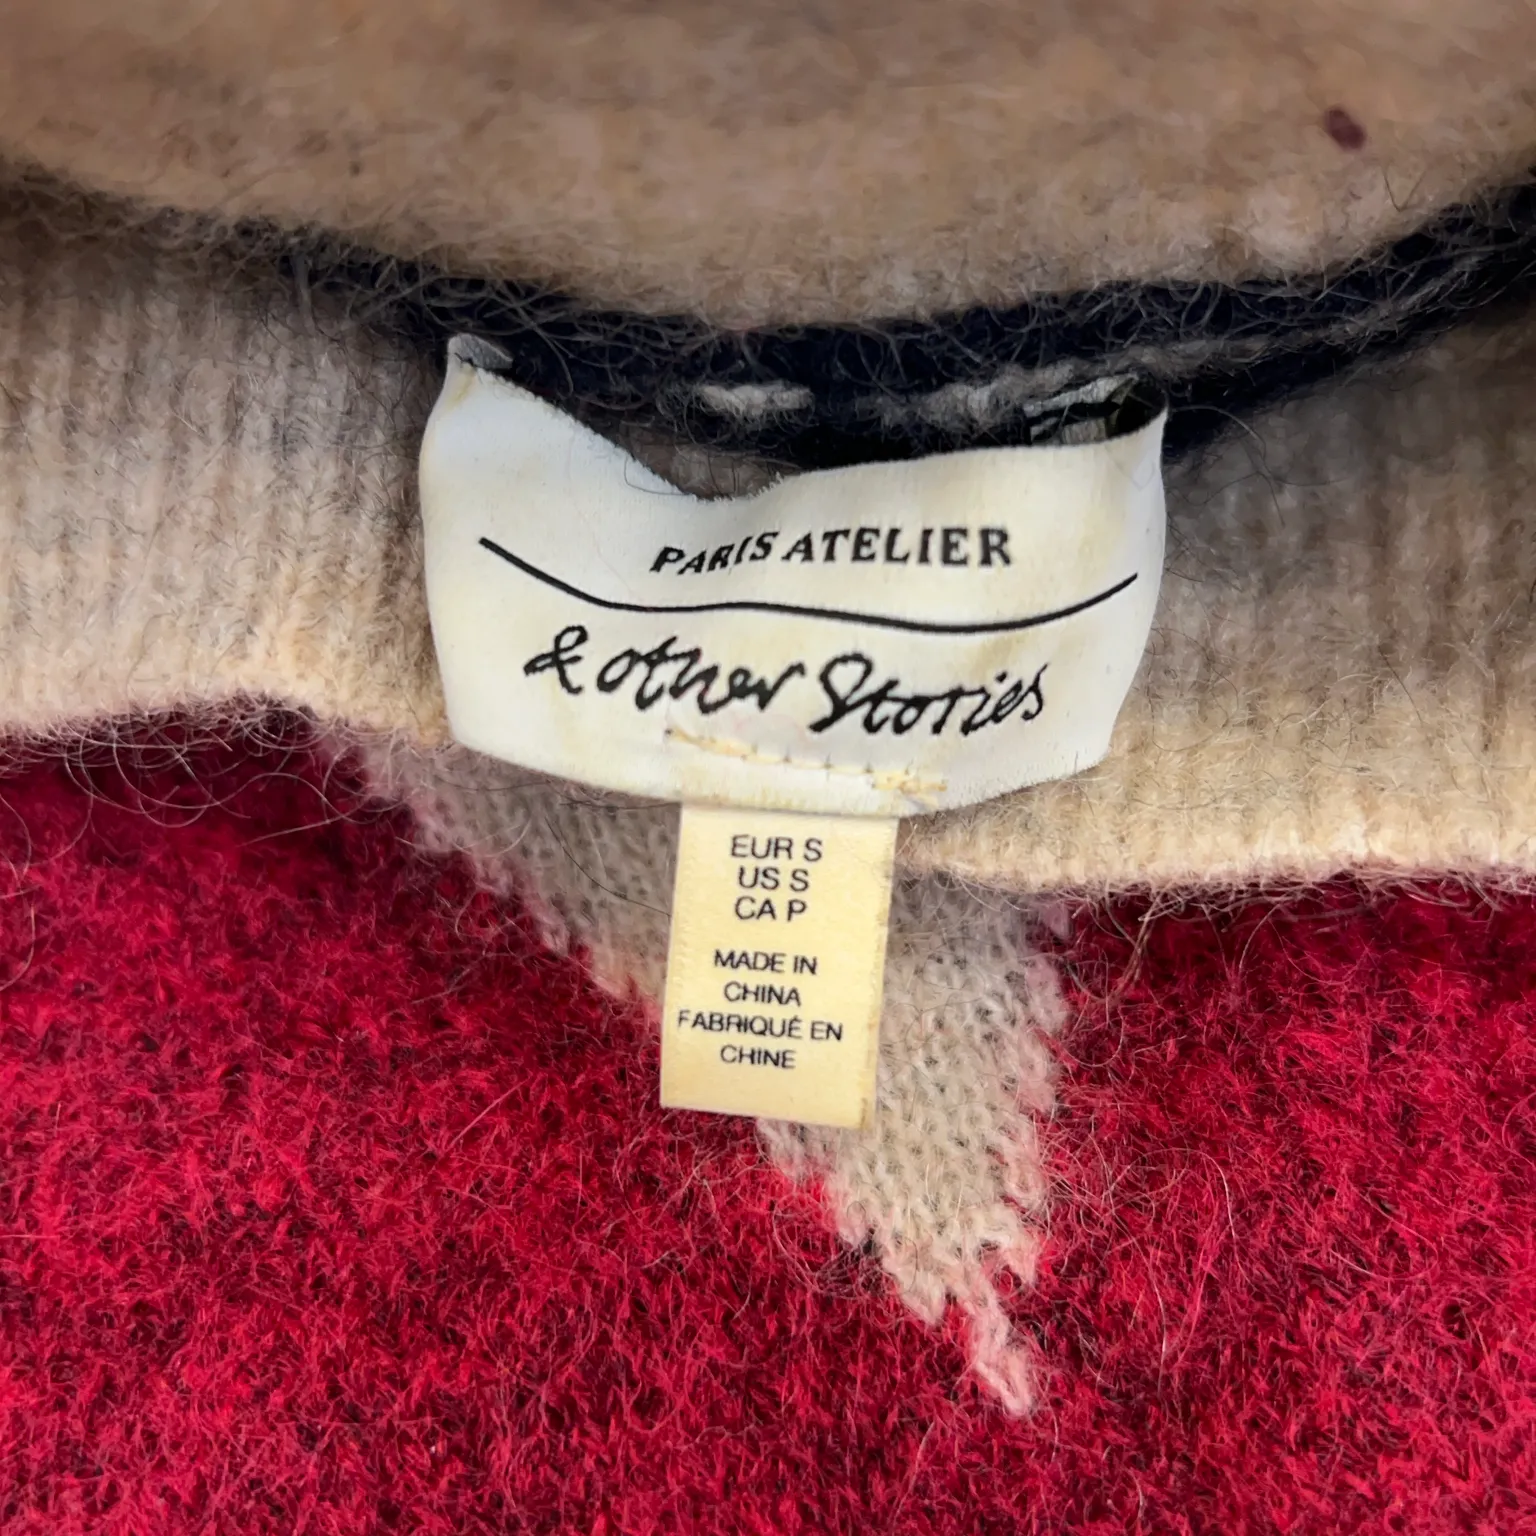 PARIS ATELIER
& other Stories
EUR S
US S
CA P
MADE IN
CHINA
FABRIQUÉ EN
CHINE